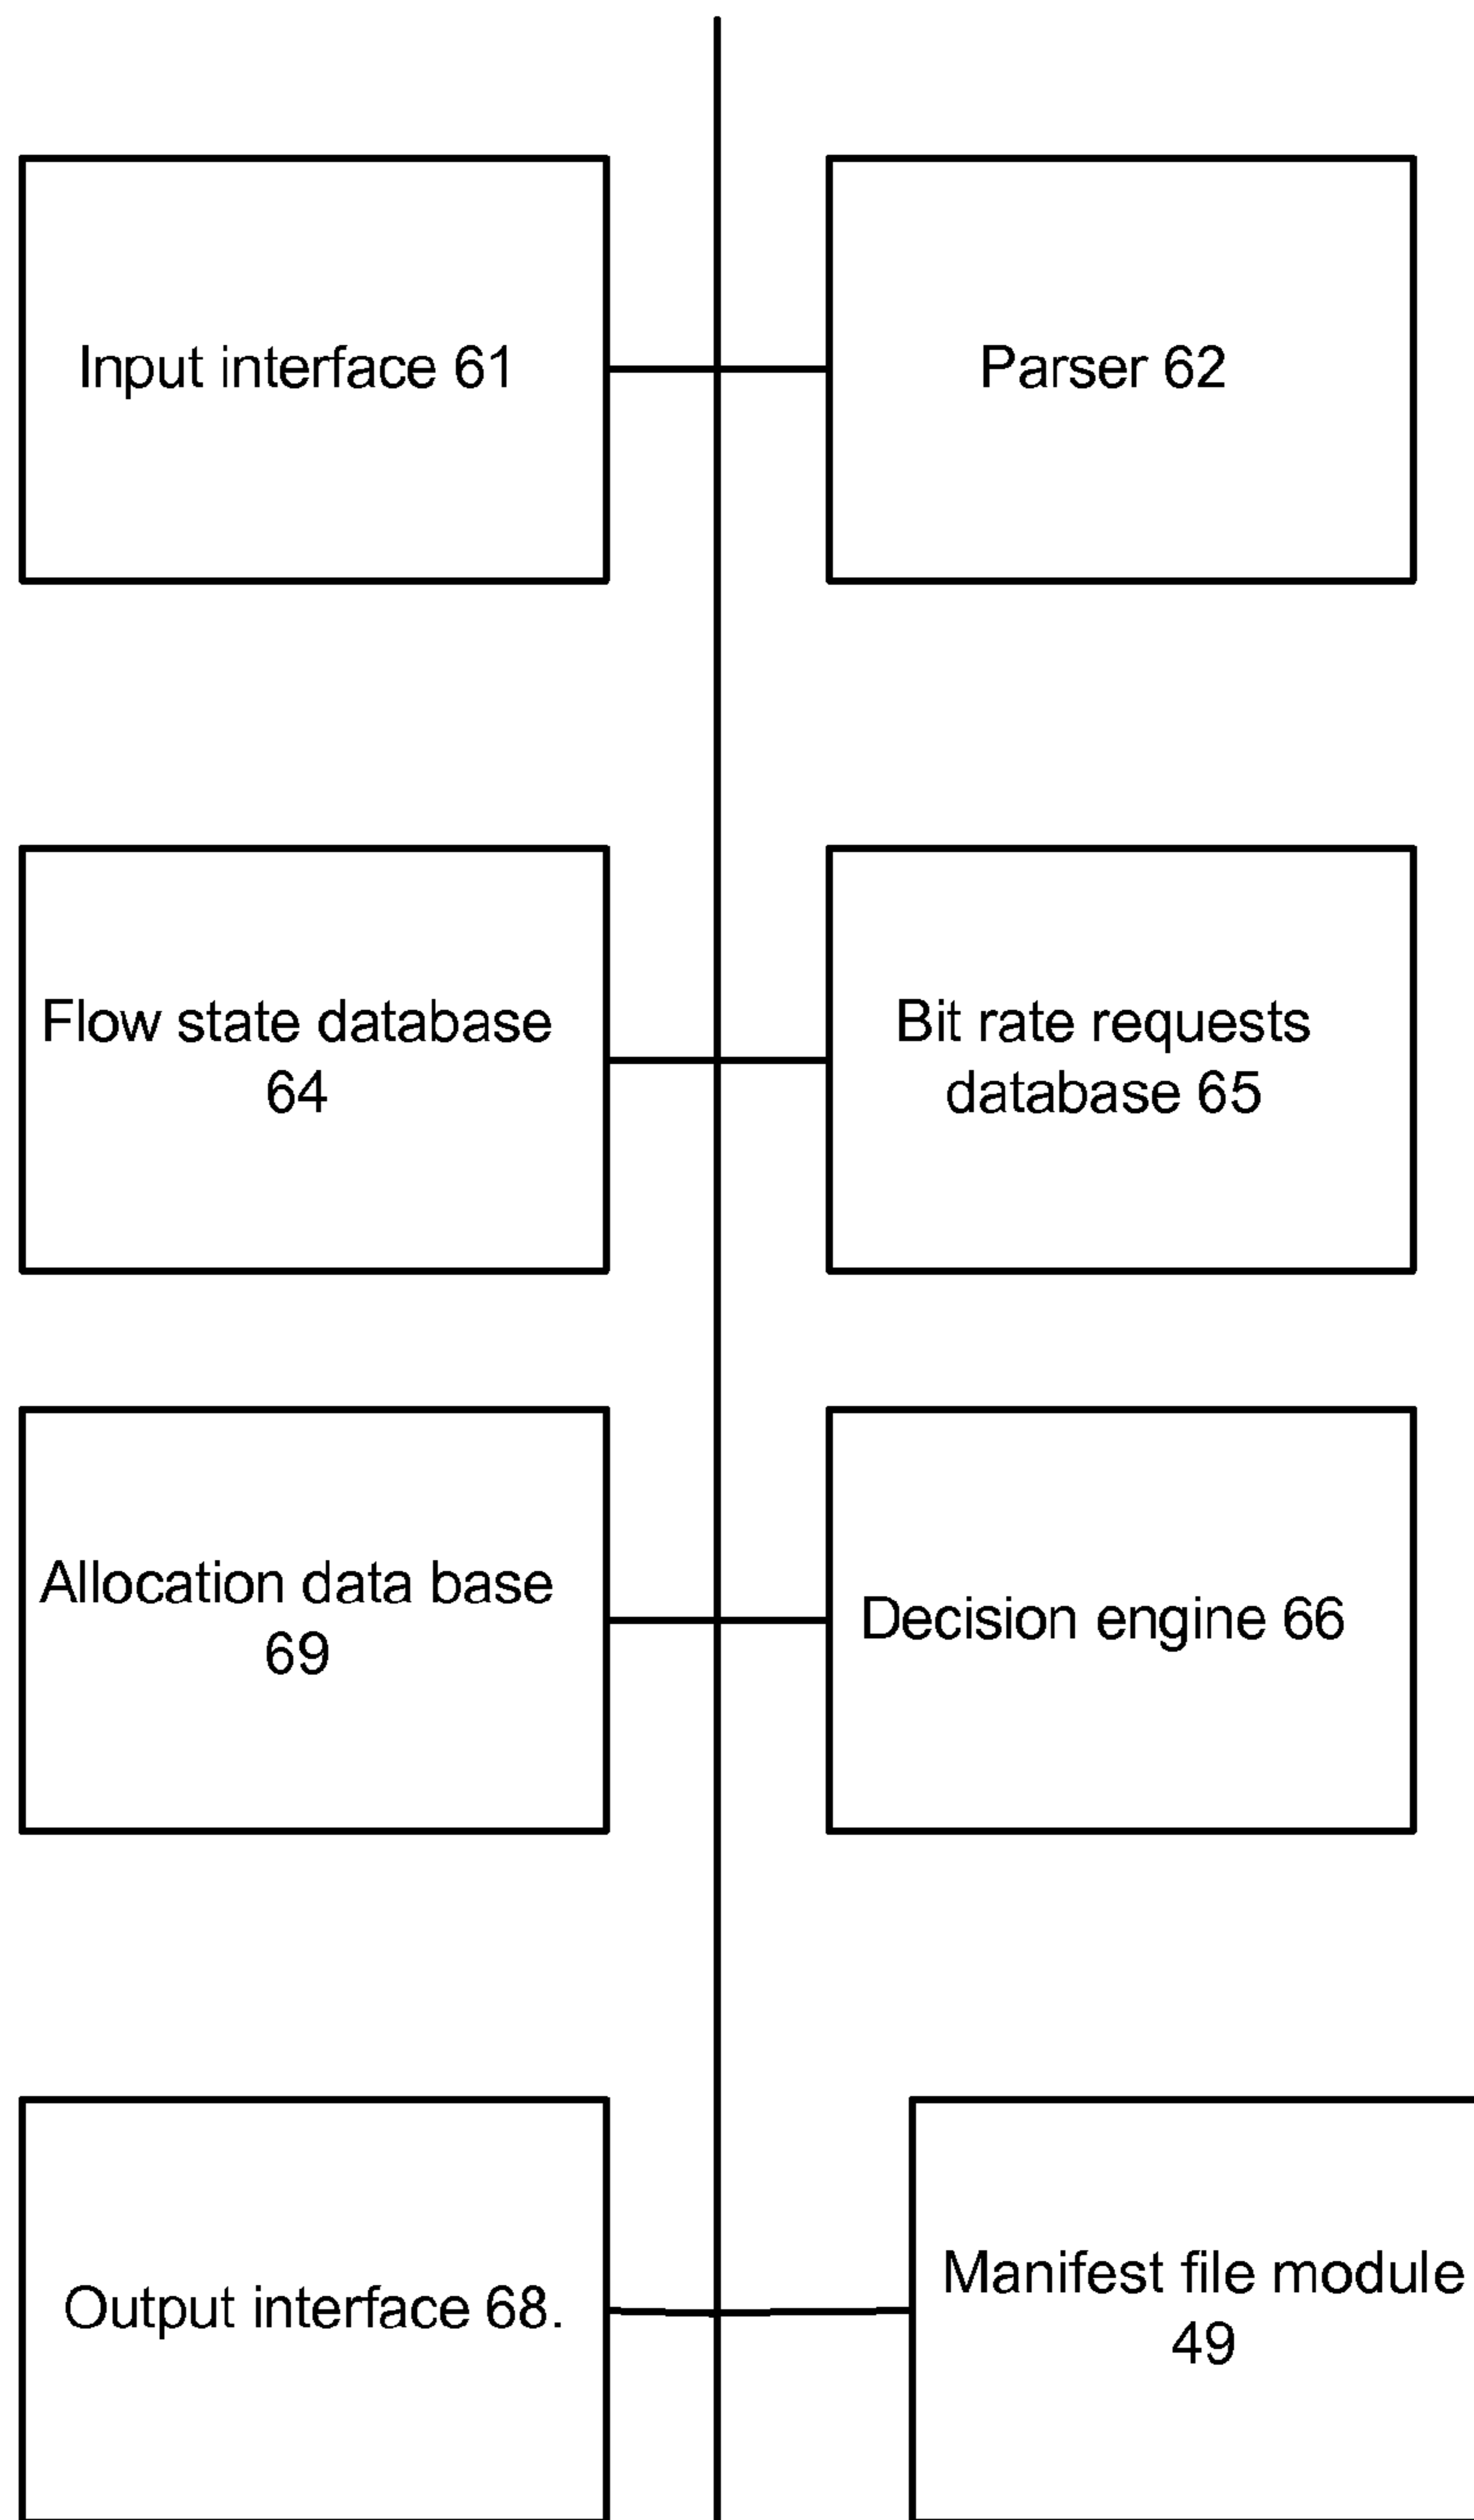 Input interface 61
Parser 62
Flow state database
64
Bit rate requests
database 65
Allocation data base
69
Decision engine 66
Output interface 68.
Manifest file module
49